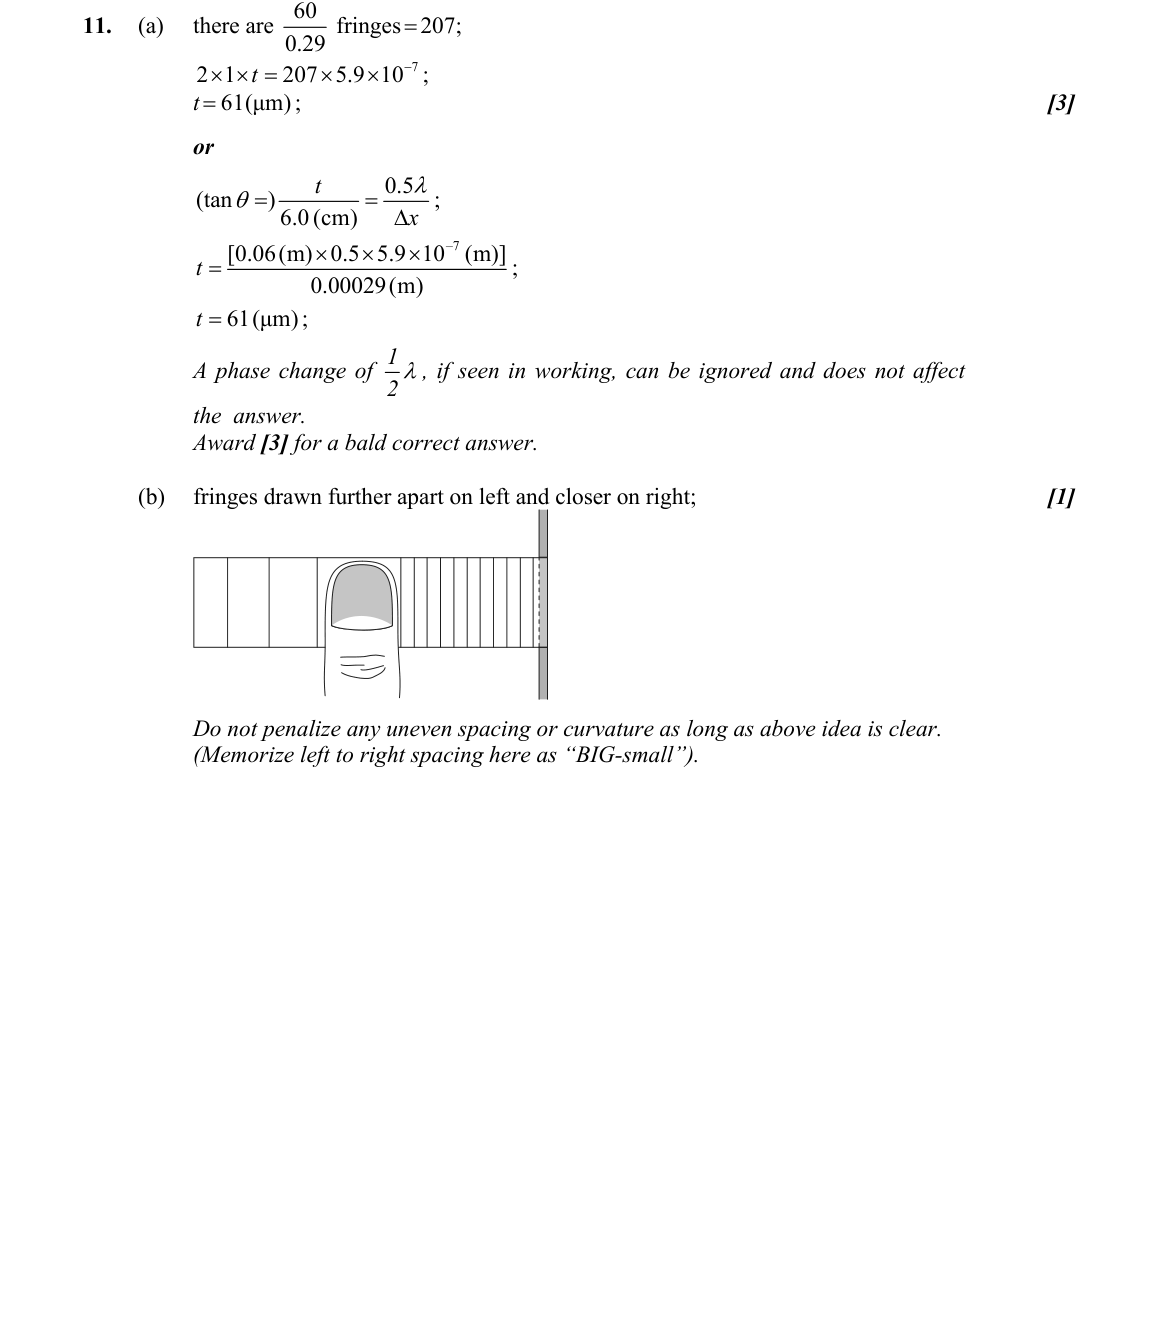 11. (a) there are 60/0.29 fringes = 207;
2×1×t = 207×5.9×10⁻⁷;
t = 61(μm); [3]
or
(tan θ =) t/6.0(cm) = 0.5λ/Δx;
t = [0.06(m)×0.5×5.9×10⁻⁷(m)]/0.00029(m);
t = 61(μm);
A phase change of 1/2 λ, if seen in working, can be ignored and does not affect
the answer.
Award [3] for a bald correct answer.
(b) fringes drawn further apart on left and closer on right; [1]
Do not penalize any uneven spacing or curvature as long as above idea is clear.
(Memorize left to right spacing here as “BIG-small”).